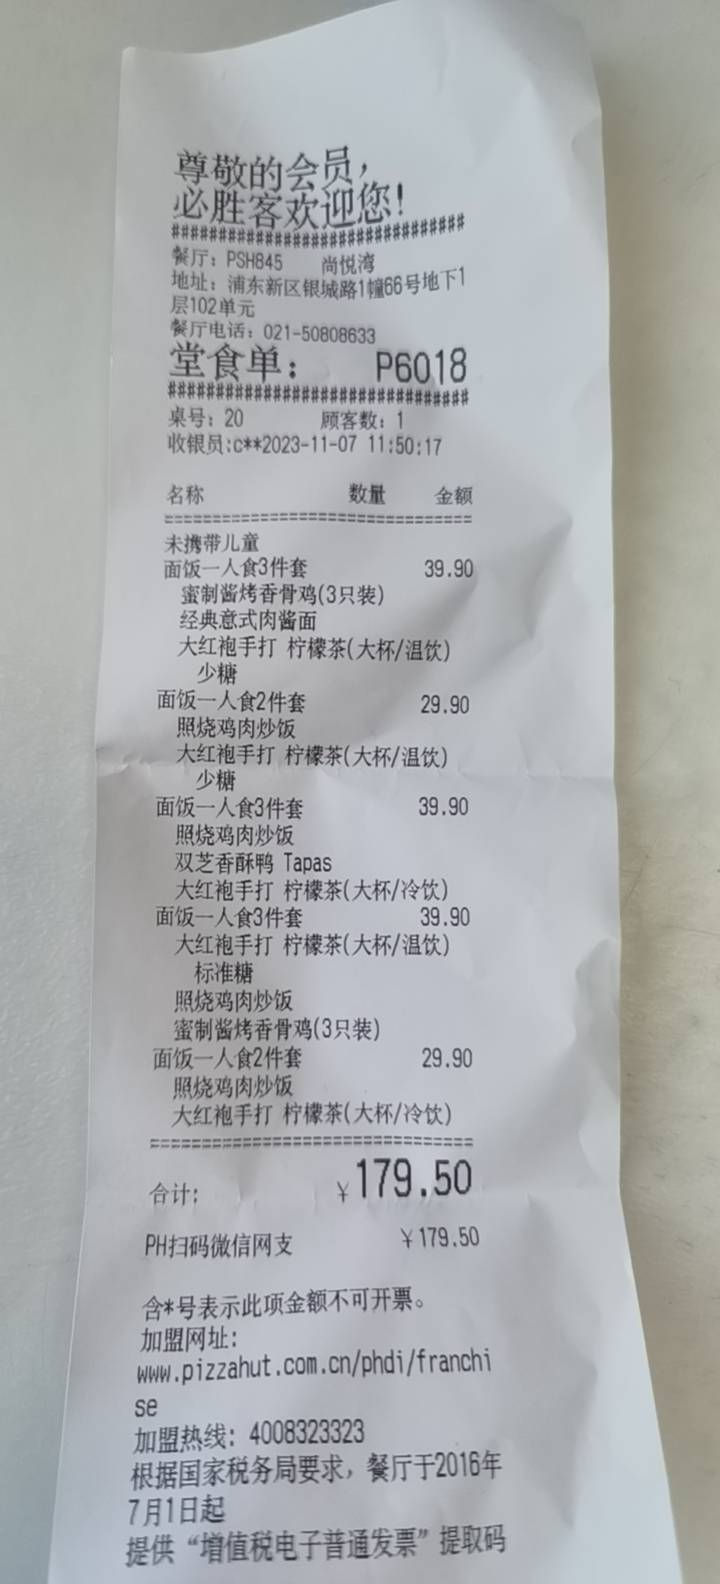 尊敬的会员，
必胜客欢迎您!
################################
餐厅: PSH845 尚悦湾
地址: 浦东新区银城路1幢66号地下1
层102单元
餐厅电话: 021-50808633
堂食单: P6018
################################
桌号: 20 顾客数: 1
收银员:c**2023-11-07 11:50:17
名称 数量 金额
================================
未携带儿童
面饭一人食3件套 39.90
蜜制酱烤香骨鸡(3只装)
经典意式肉酱面
大红袍手打 柠檬茶(大杯/温饮)
少糖
面饭一人食2件套 29.90
照烧鸡肉炒饭
大红袍手打 柠檬茶(大杯/温饮)
少糖
面饭一人食3件套 39.90
照烧鸡肉炒饭
双芝香酥鸭 Tapas
大红袍手打 柠檬茶(大杯/冷饮)
面饭一人食3件套 39.90
大红袍手打 柠檬茶(大杯/温饮)
标准糖
照烧鸡肉炒饭
蜜制酱烤香骨鸡(3只装)
面饭一人食2件套 29.90
照烧鸡肉炒饭
大红袍手打 柠檬茶(大杯/冷饮)
================================
合计: ￥179.50
PH扫码微信网支 ￥179.50
含*号表示此项金额不可开票。
加盟网址:
www.pizzahut.com.cn/phdi/franchi
se
加盟热线: 4008323323
根据国家税务局要求，餐厅于2016年
7月1日起
提供“增值税电子普通发票”提取码